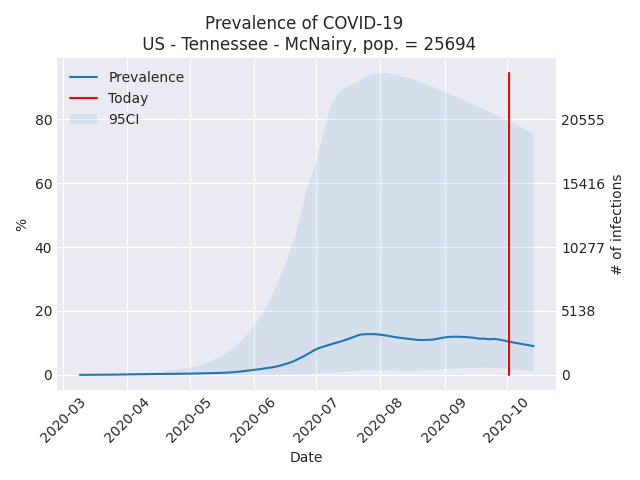 Prevalence of COVID-19
US - Tennessee - McNairy, pop. = 25694
Prevalence
Today
95CI
%
80
60
40
20
0
20555
15416
10277
5138
0
# of infections
2020-03
2020-04
2020-05
2020-06
2020-07
2020-08
2020-09
2020-10
Date